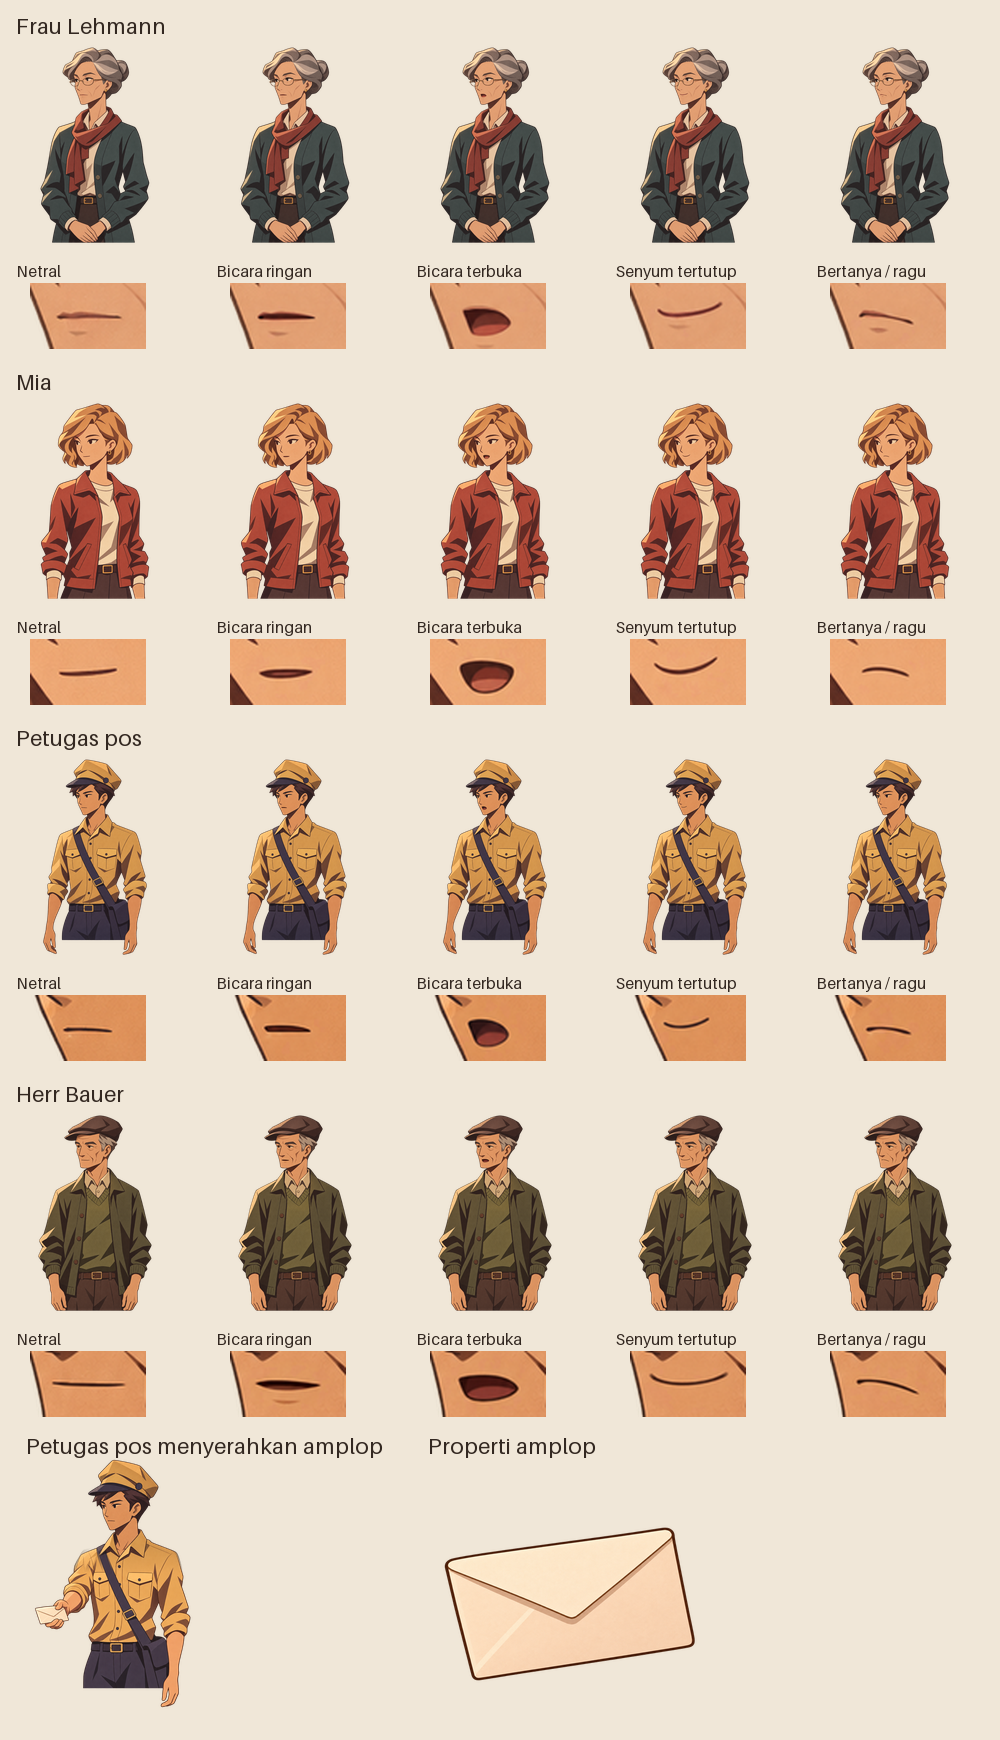 Frau Lehmann
Netral
Bicara ringan
Bicara terbuka
Senyum tertutup
Bertanya / ragu
Mia
Netral
Bicara ringan
Bicara terbuka
Senyum tertutup
Bertanya / ragu
Petugas pos
Netral
Bicara ringan
Bicara terbuka
Senyum tertutup
Bertanya / ragu
Herr Bauer
Netral
Bicara ringan
Bicara terbuka
Senyum tertutup
Bertanya / ragu
Petugas pos menyerahkan amplop
Properti amplop